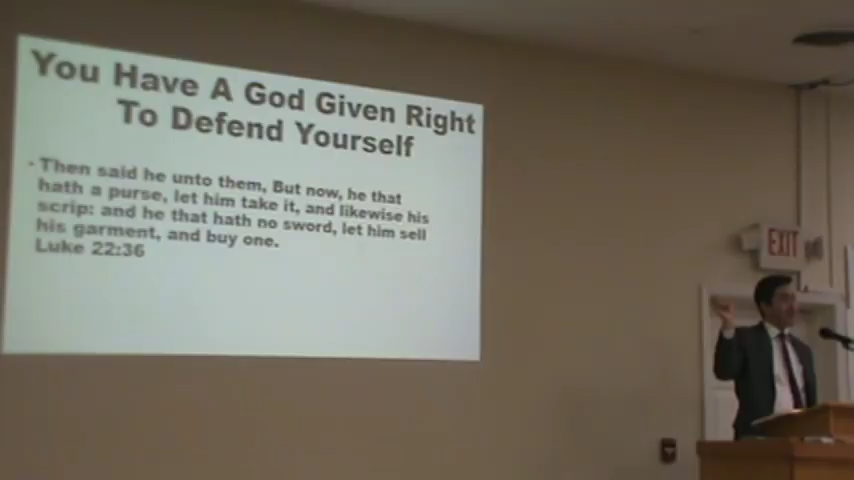 You Have A God Given Right
To Defend Yourself
• Then said he unto them, But now, he that
hath a purse, let him take it, and likewise his
scrip: and he that hath no sword, let him sell
his garment, and buy one.
Luke 22:36
EXIT